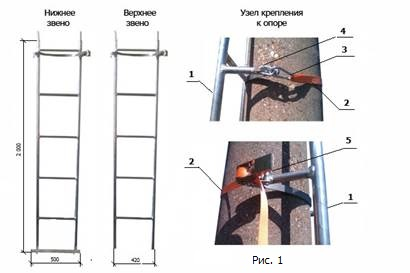 Нижнее
звено
Верхнее
звено
Узел крепления
к опоре
4
3
1
2
2 000
5
2
1
500
420
Рис. 1